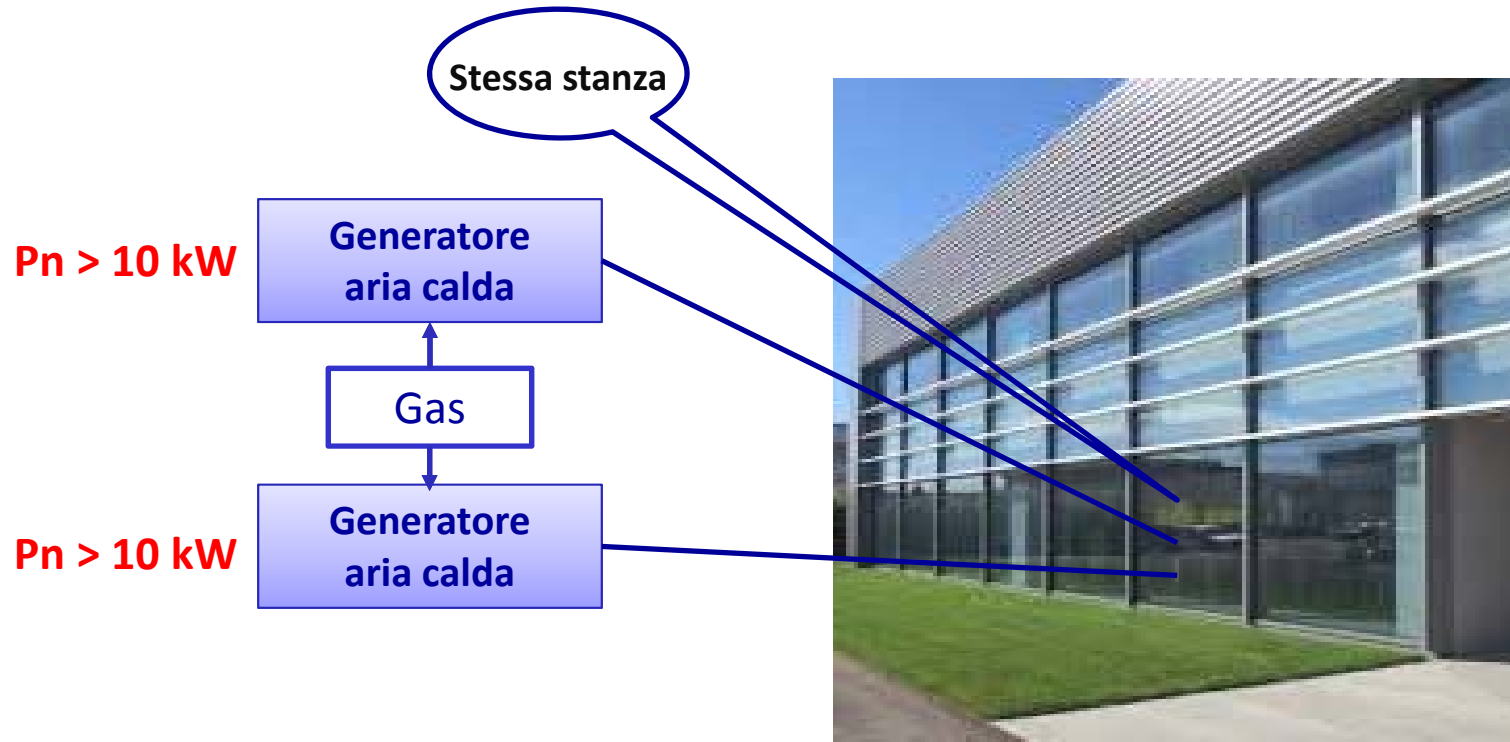 Stessa stanza
Pn > 10 kW
Generatore
aria calda
Gas
Pn > 10 kW
Generatore
aria calda